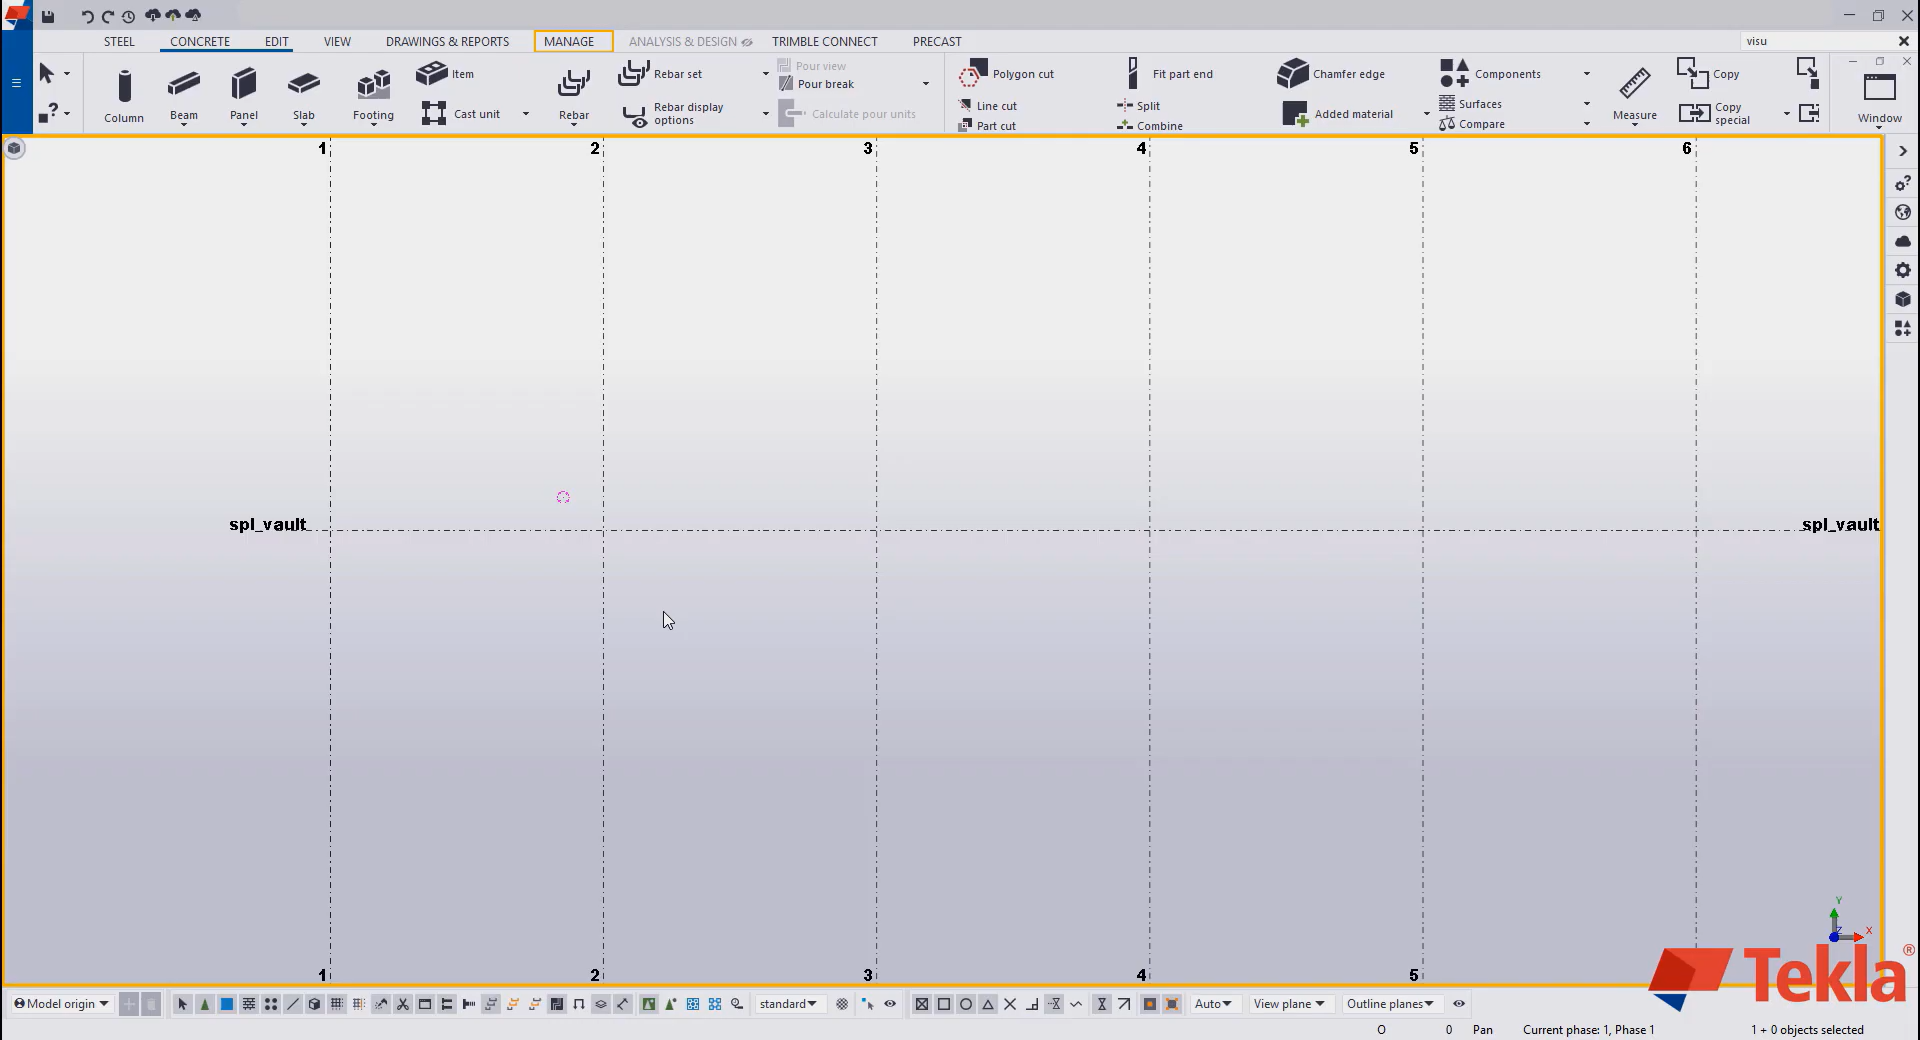 STEEL CONCRETE EDIT VIEW DRAWINGS & REPORTS MANAGE ANALYSIS & DESIGN TRIMBLE CONNECT PRECAST visu
Column Beam Panel Slab Footing
Item
Cast unit
Rebar
Rebar set
Rebar display
options
Pour view
Pour break
Calculate pour units
Polygon cut
Line cut
Part cut
Fit part end
Split
Combine
Chamfer edge
Added material
Components
Surfaces
Compare
Measure
Copy
Copy
special
Window
1 2 3 4 5 6
spl_vault spl_vault
Y
Z X
1 2 3 4 5
Tekla®
Model origin standard Auto View plane Outline planes
O 0 Pan Current phase: 1, Phase 1 1 + 0 objects selected